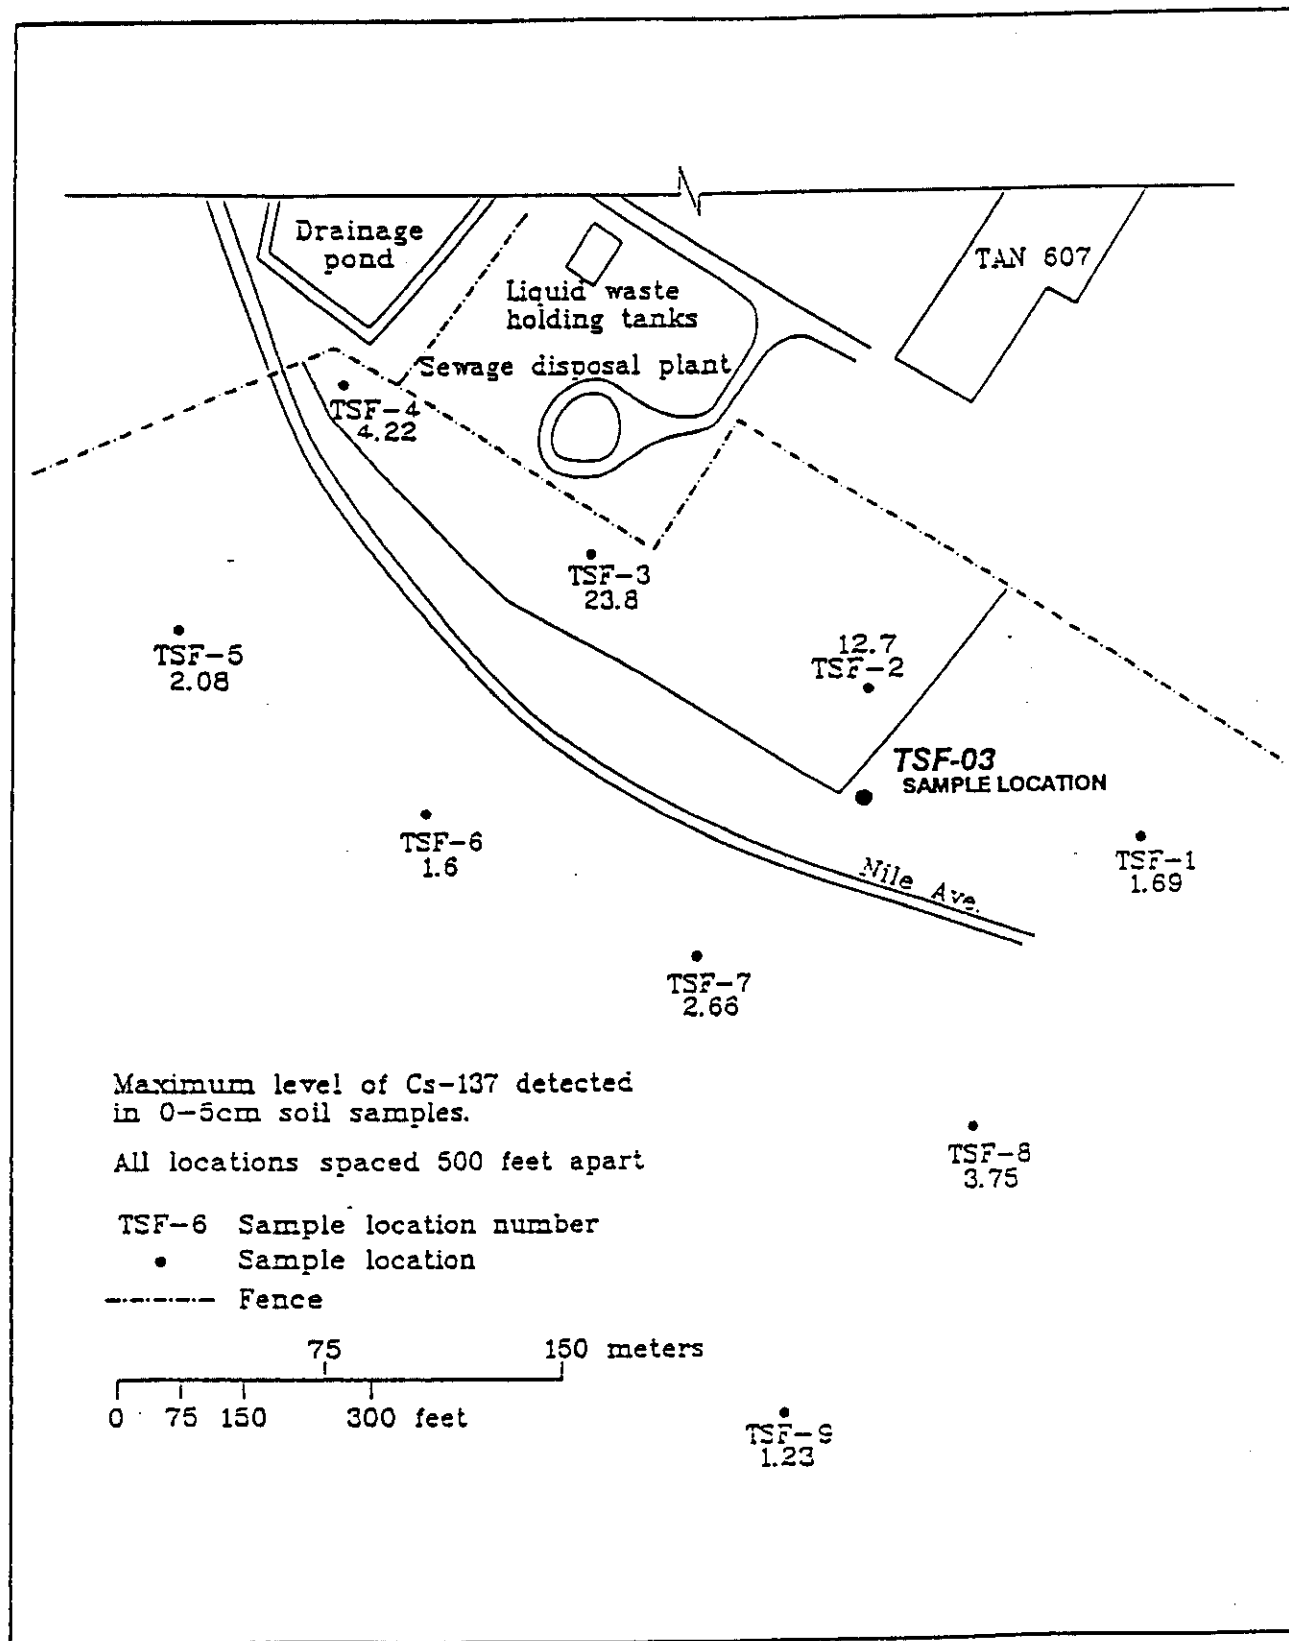 Drainage
pond
TAN 607
Liquid waste
holding tanks
Sewage disposal plant
TSF-4
4.22
TSF-3
23.8
TSF-5
2.08
12.7
TSF-2
TSF-03
SAMPLE LOCATION
TSF-6
1.6
TSF-1
1.69
Nile Ave.
TSF-7
2.66
Maximum level of Cs-137 detected
in 0-5cm soil samples.
All locations spaced 500 feet apart
TSF-8
3.75
TSF-6 Sample location number
Sample location
Fence
75 150 meters
0 75 150 300 feet
TSF-9
1.23